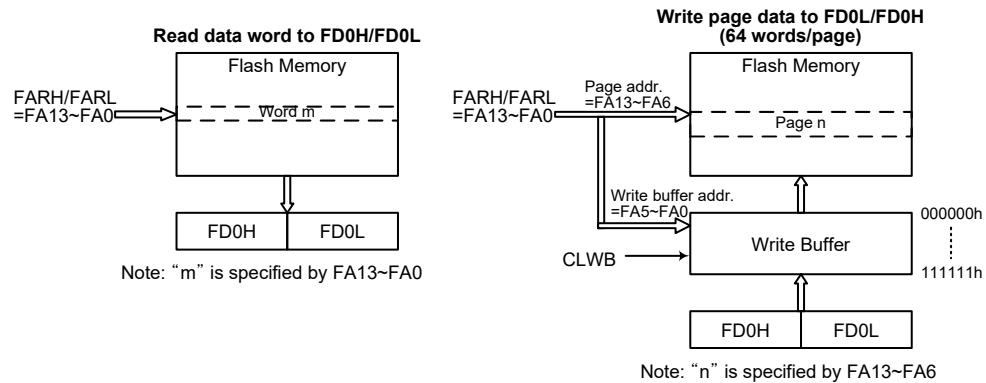 Read data word to FD0H/FD0L
Flash Memory
FARH/FARL
=FA13~FA0
Word m
FD0H FD0L
Note: “m” is specified by FA13~FA0
Write page data to FD0L/FD0H
(64 words/page)
Flash Memory
FARH/FARL
=FA13~FA0
Page addr.
=FA13~FA6
Page n
Write buffer addr.
=FA5~FA0
Write Buffer
000000h
111111h
CLWB
FD0H FD0L
Note: “n” is specified by FA13~FA6